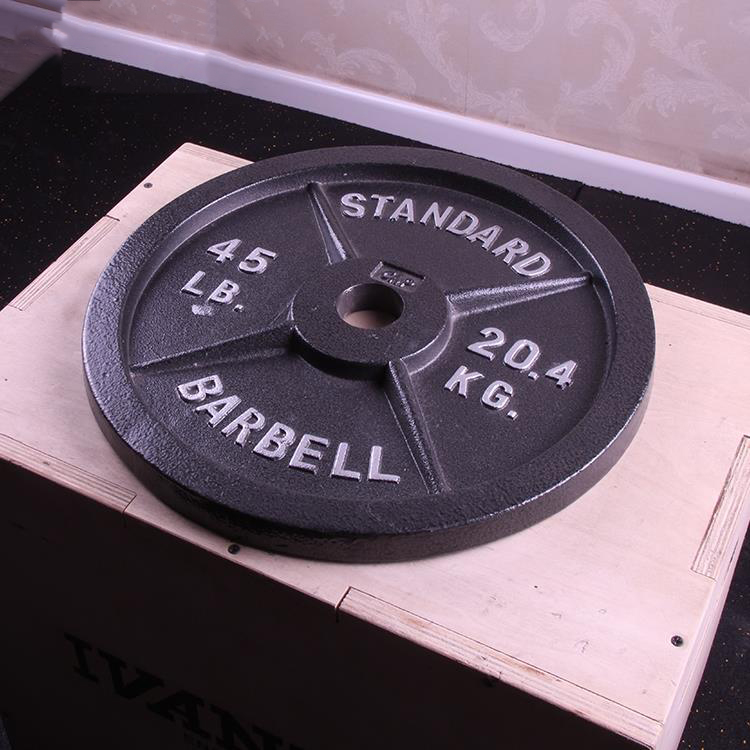 STANDARD
45
LB.
20.4
KG.
BARBELL